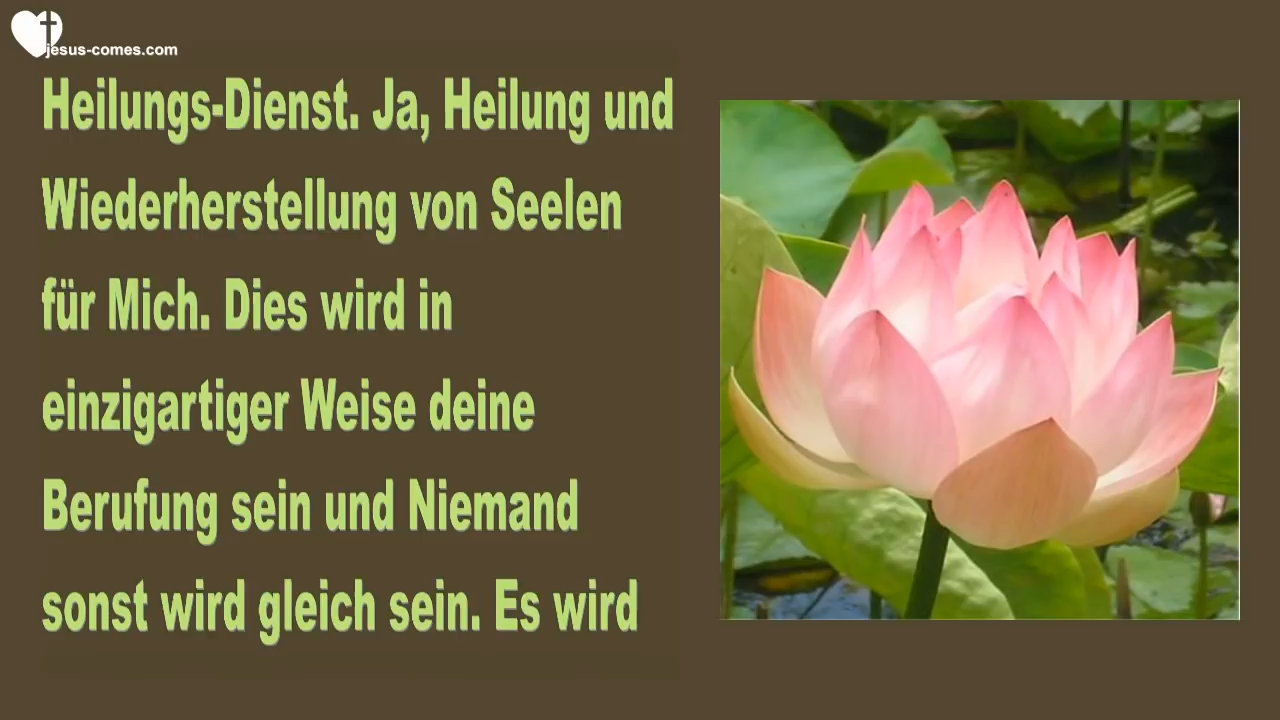 jesus-comes.com
Heilungs-Dienst. Ja, Heilung und
Wiederherstellung von Seelen
für Mich. Dies wird in
einzigartiger Weise deine
Berufung sein und Niemand
sonst wird gleich sein. Es wird